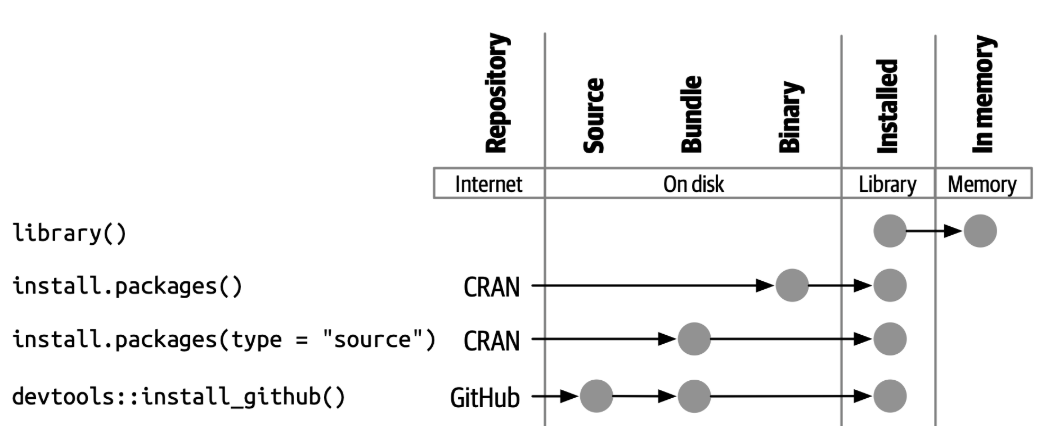 Repository
Source
Bundle
Binary
Installed
In memory
Internet On disk Library Memory
library()
install.packages() CRAN
install.packages(type = "source") CRAN
devtools::install_github() GitHub